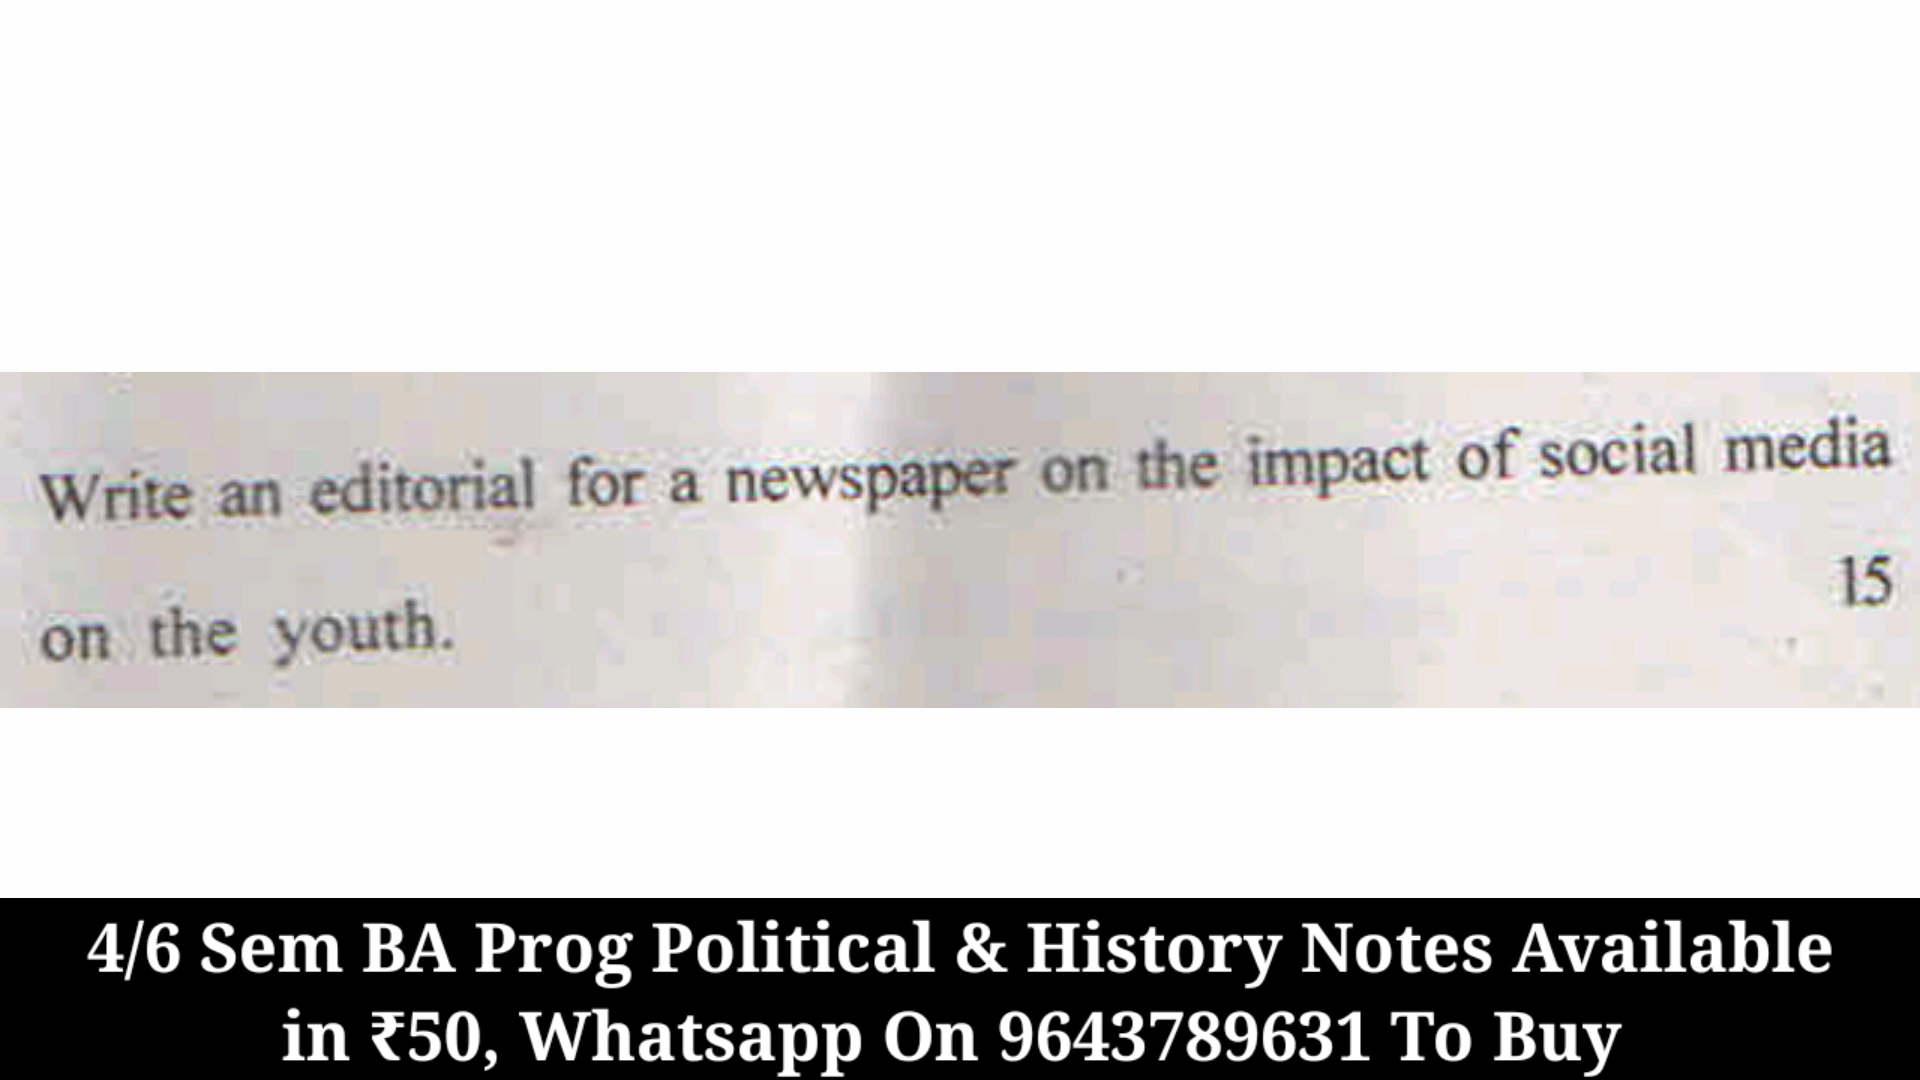 Write an editorial for a newspaper on the impact of social media
on the youth. 15
4/6 Sem BA Prog Political & History Notes Available
in ₹50, Whatsapp On 9643789631 To Buy